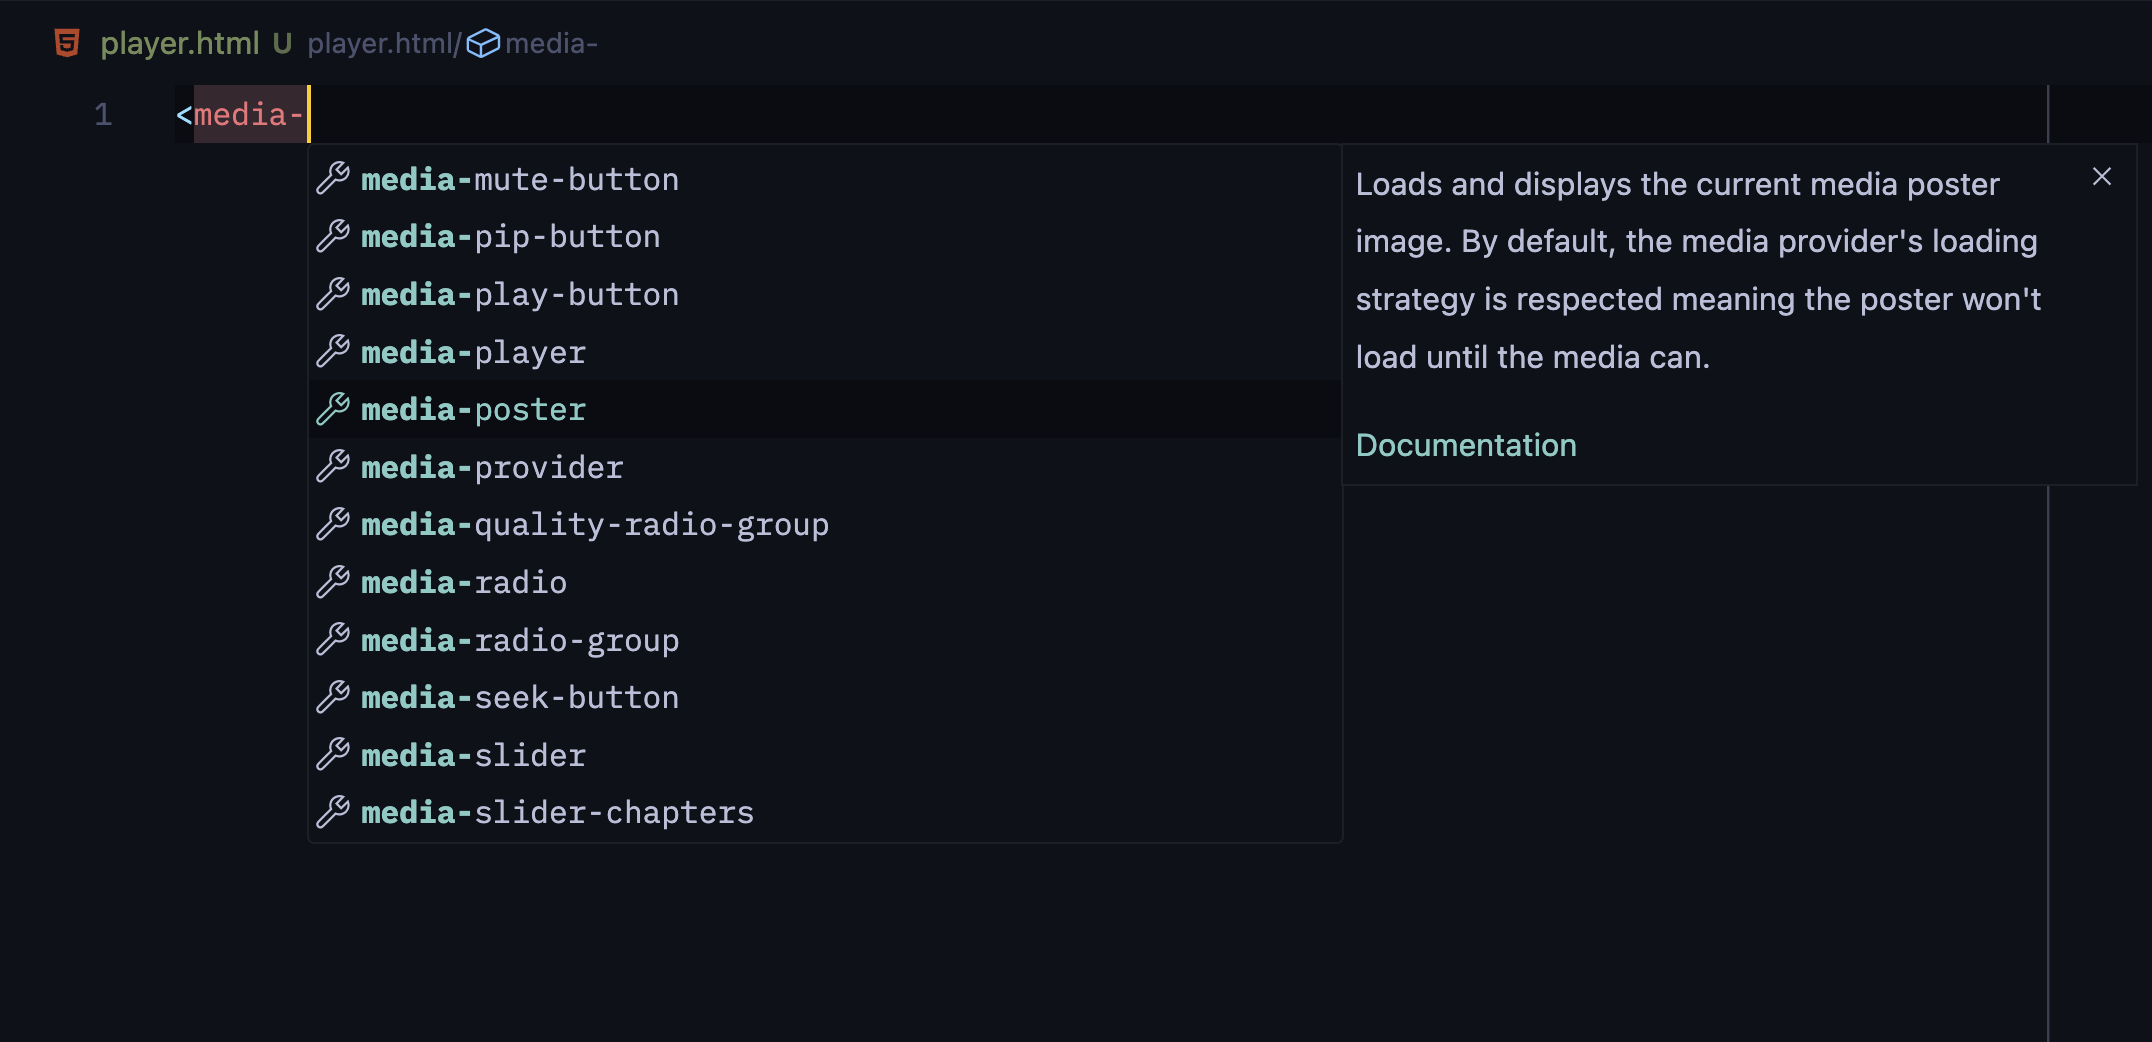 player.html U player.html/media-
1 <media-
media-mute-button
media-pip-button
media-play-button
media-player
media-poster
media-provider
media-quality-radio-group
media-radio
media-radio-group
media-seek-button
media-slider
media-slider-chapters
Loads and displays the current media poster
image. By default, the media provider's loading
strategy is respected meaning the poster won't
load until the media can.
Documentation